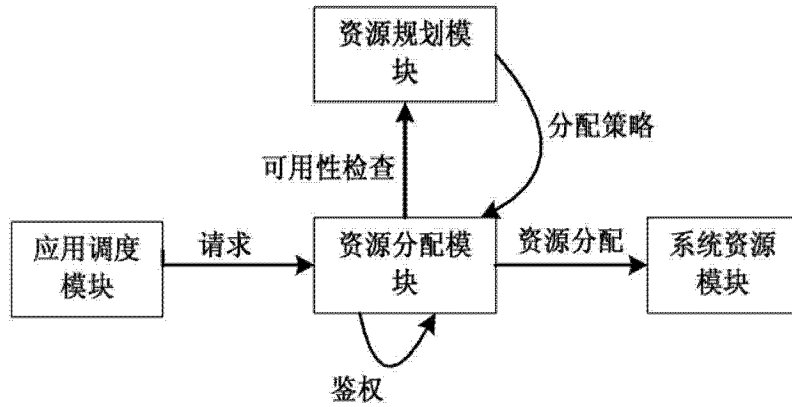 资源规划模
块
分配策略
可用性检查
应用调度
模块
请求
资源分配模
块
资源分配
系统资源
模块
鉴权